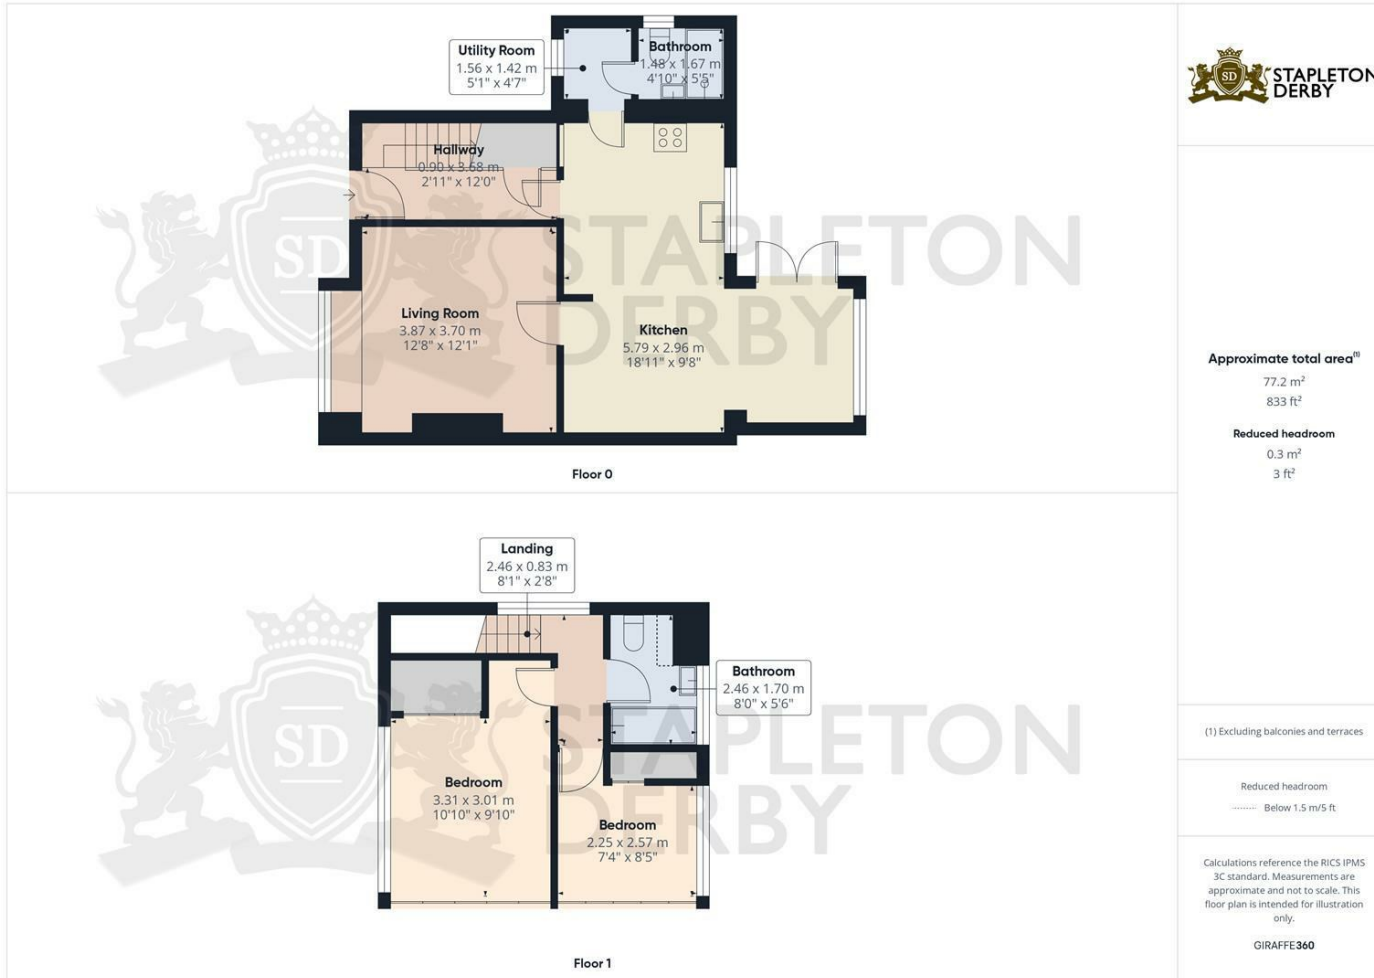 Utility Room
1.56 x 1.42 m
5'1" x 4'7"
Bathroom
1.48 x 1.67 m
4'10" x 5'5"
Hallway
0.90 x 3.68 m
2'11" x 12'0"
Living Room
3.87 x 3.70 m
12'8" x 12'1"
Kitchen
5.79 x 2.96 m
18'11" x 9'8"
SD
STAPLETON
DERBY
Floor 0
Landing
2.46 x 0.83 m
8'1" x 2'8"
Bathroom
2.46 x 1.70 m
8'0" x 5'6"
Bedroom
3.31 x 3.01 m
10'10" x 9'10"
Bedroom
2.25 x 2.57 m
7'4" x 8'5"
SD
STAPLETON
DERBY
Floor 1
SD
STAPLETON
DERBY
Approximate total area(1)
77.2 m²
833 ft²
Reduced headroom
0.3 m²
3 ft²
(1) Excluding balconies and terraces
Reduced headroom
Below 1.5 m/5 ft
Calculations reference the RICS IPMS
3C standard. Measurements are
approximate and not to scale. This
floor plan is intended for illustration
only.
GIRAFFE360